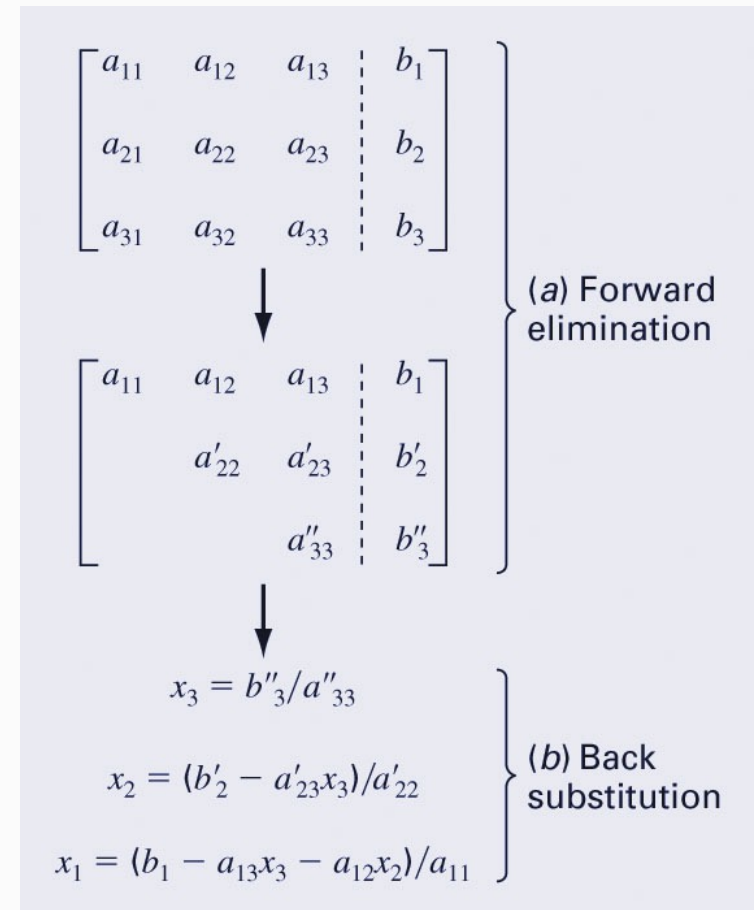 a₁₁ a₁₂ a₁₃ b₁
a₂₁ a₂₂ a₂₃ b₂
a₃₁ a₃₂ a₃₃ b₃
(a) Forward
elimination
a₁₁ a₁₂ a₁₃ b₁
a′₂₂ a′₂₃ b′₂
a″₃₃ b″₃
x₃ = b″₃/a″₃₃
x₂ = (b′₂ − a′₂₃x₃)/a′₂₂
x₁ = (b₁ − a₁₃x₃ − a₁₂x₂)/a₁₁
(b) Back
substitution